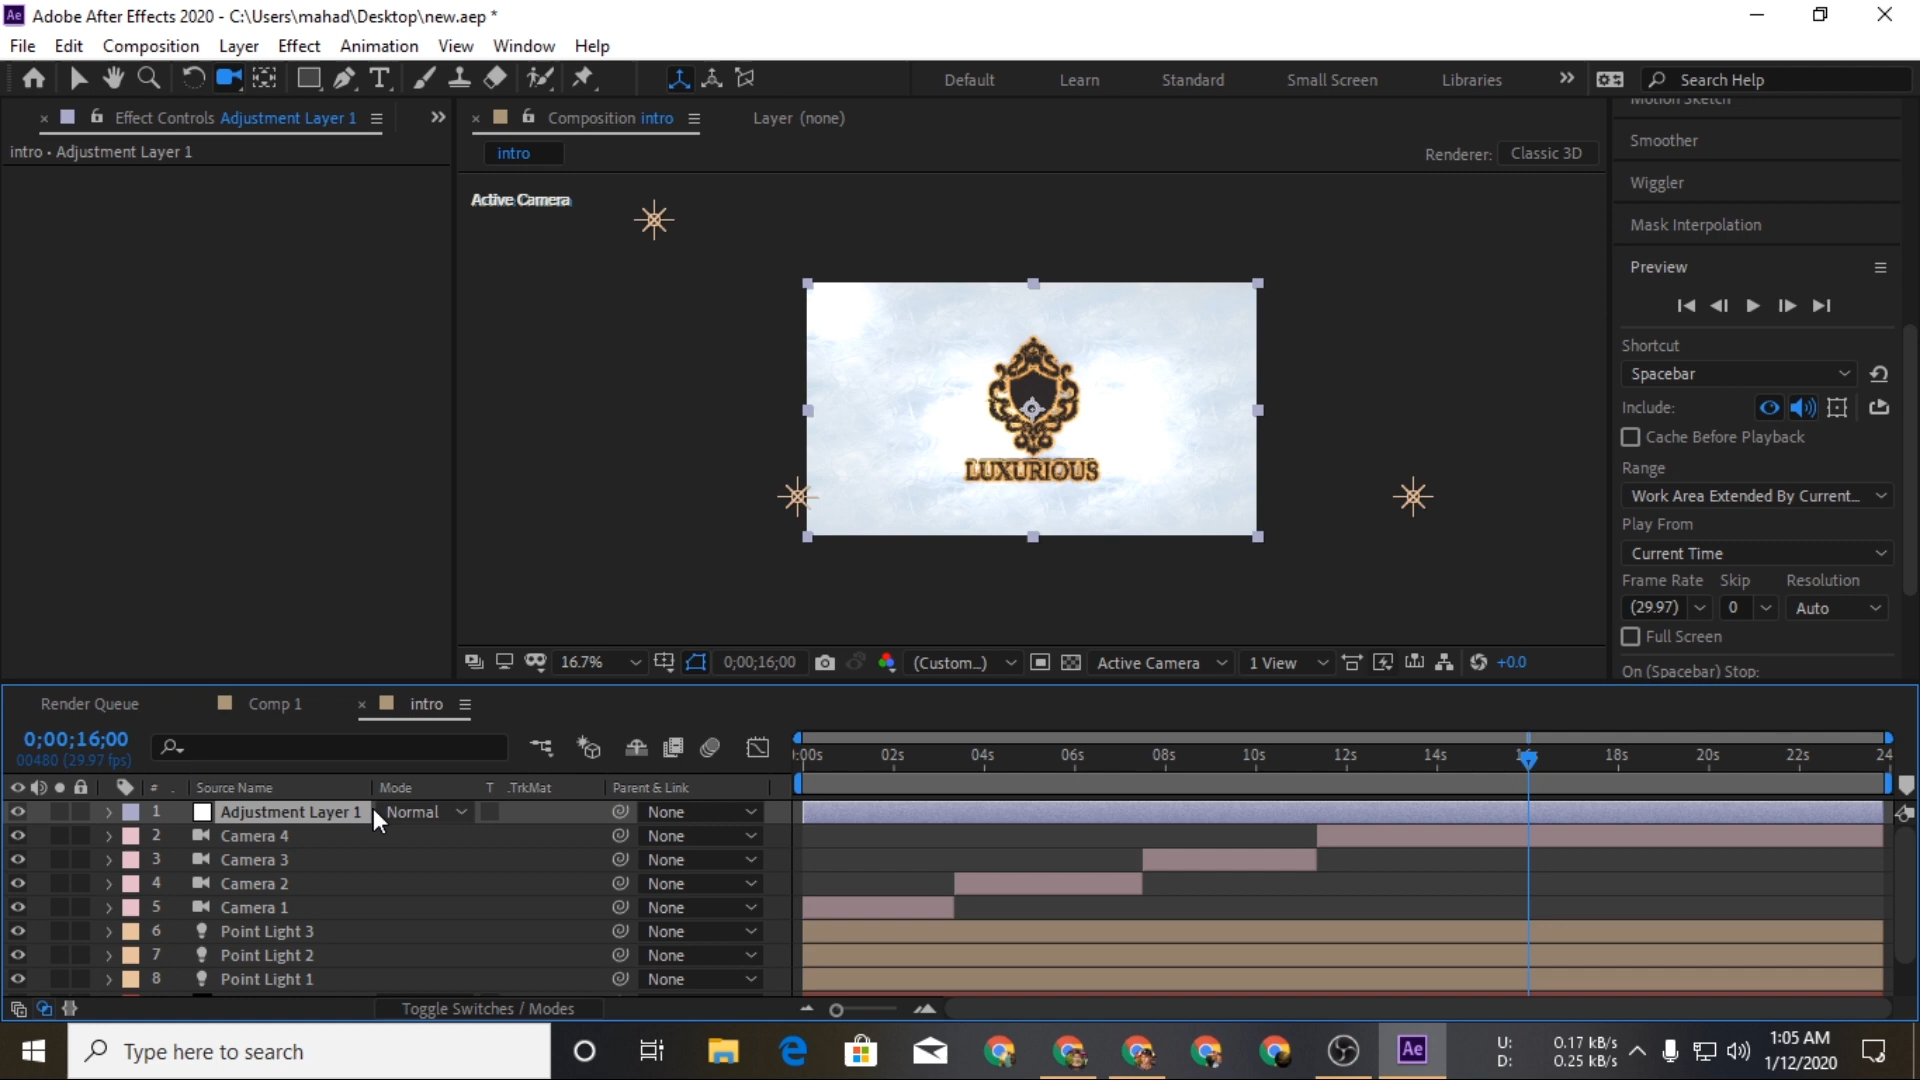 Ae Adobe After Effects 2020 - C:\Users\mahad\Desktop\new.aep *
File Edit Composition Layer Effect Animation View Window Help
Default Learn Standard Small Screen Libraries Search Help
Effect Controls Adjustment Layer 1
intro • Adjustment Layer 1
Composition intro Layer (none)
intro
Renderer: Classic 3D
Active Camera
LUXURIOUS
Motion Sketch
Smoother
Wiggler
Mask Interpolation
Preview
Shortcut
Spacebar
Include:
Cache Before Playback
Range
Work Area Extended By Current...
Play From
Current Time
Frame Rate Skip Resolution
(29.97) 0 Auto
Full Screen
On (Spacebar) Stop:
16.7% 0;00;16;00 (Custom...) Active Camera 1 View +0.0
Render Queue Comp 1 intro
0;00;16;00
00480 (29.97 fps)
:00s 02s 04s 06s 08s 10s 12s 14s 16s 18s 20s 22s 24
# Source Name Mode T .TrkMat Parent & Link
1 Adjustment Layer 1 Normal None
2 Camera 4 None
3 Camera 3 None
4 Camera 2 None
5 Camera 1 None
6 Point Light 3 None
7 Point Light 2 None
8 Point Light 1 None
Toggle Switches / Modes
Type here to search
Ae
U: 0.17 kB/s
D: 0.25 kB/s
1:05 AM
1/12/2020